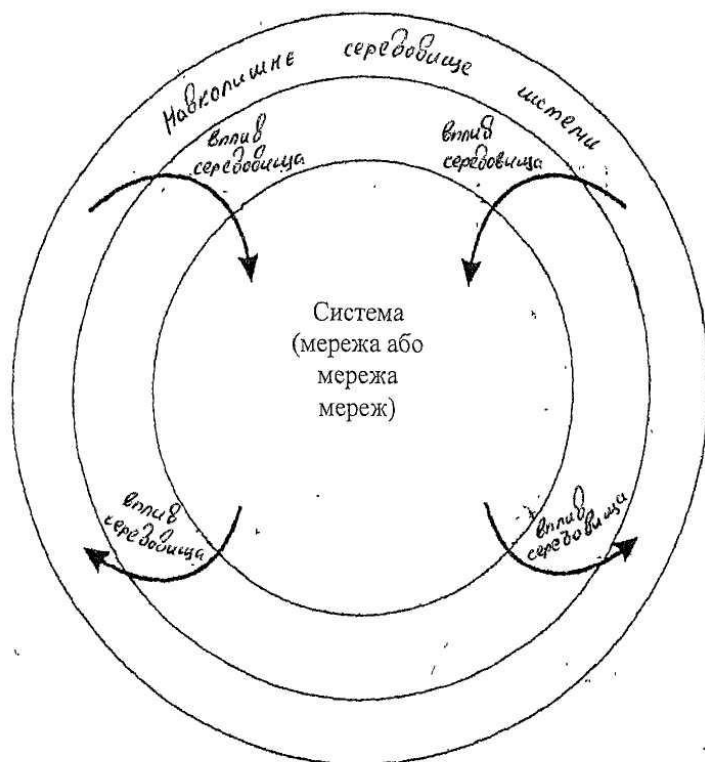 Навколишнє середовище системи
вплив
середовища
вплив
середовища
Система
(мережа або
мережа
мереж)
вплив
середовища
вплив
середовища